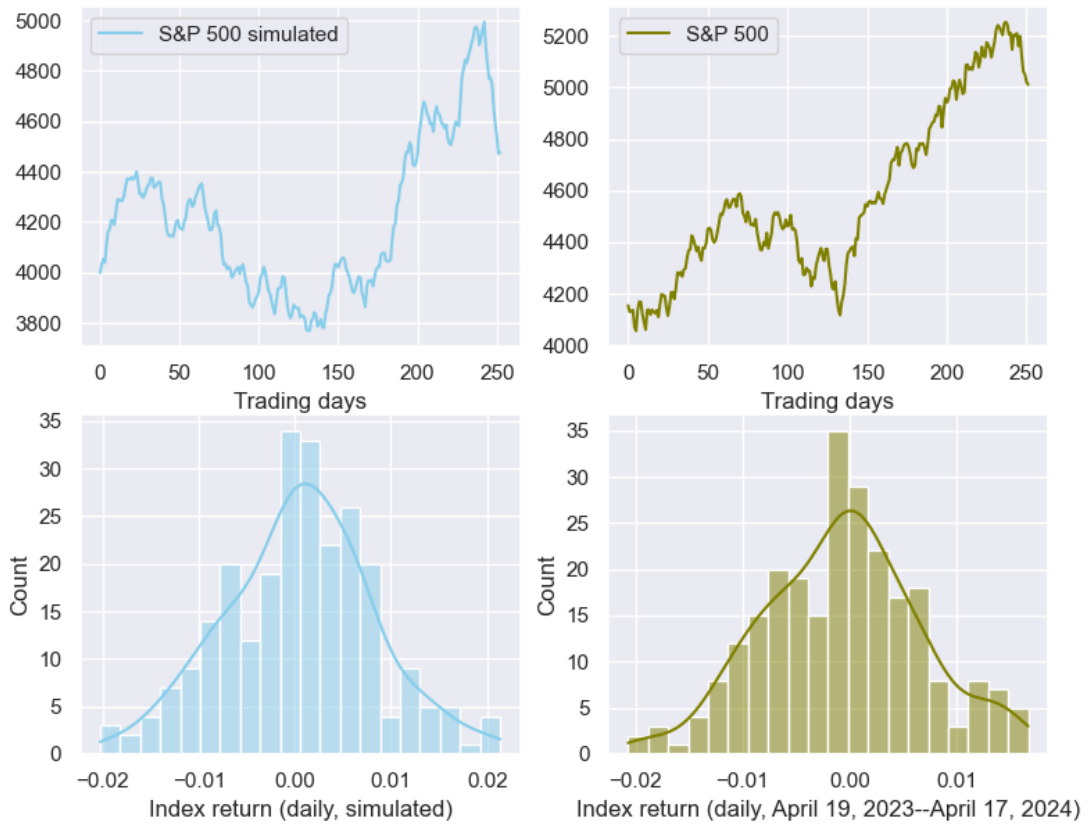 S&P 500 simulated
5000
4800
4600
4400
4200
4000
3800
0 50 100 150 200 250
Trading days
S&P 500
5200
5000
4800
4600
4400
4200
4000
0 50 100 150 200 250
Trading days
35
30
25
20
15
10
5
0
Count
−0.02 −0.01 0.00 0.01 0.02
Index return (daily, simulated)
35
30
25
20
15
10
5
0
Count
−0.02 −0.01 0.00 0.01
Index return (daily, April 19, 2023--April 17, 2024)